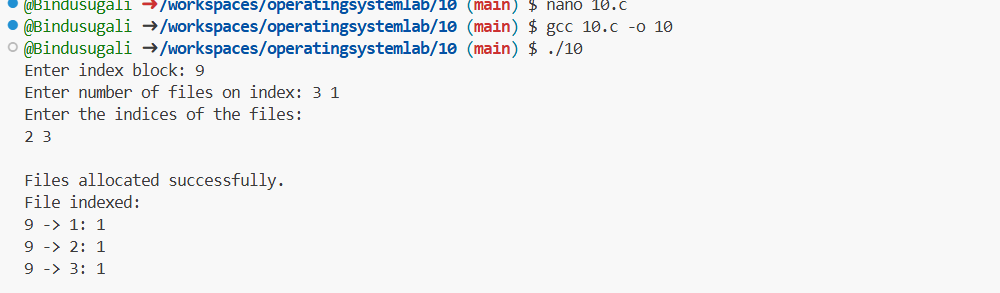 @Bindusugali ➜/workspaces/operatingsystemlab/10 (main) $ nano 10.c
@Bindusugali ➜/workspaces/operatingsystemlab/10 (main) $ gcc 10.c -o 10
@Bindusugali ➜/workspaces/operatingsystemlab/10 (main) $ ./10
Enter index block: 9
Enter number of files on index: 3 1
Enter the indices of the files:
2 3
Files allocated successfully.
File indexed:
9 -> 1: 1
9 -> 2: 1
9 -> 3: 1